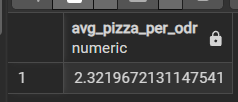 avg_pizza_per_odr
numeric
1 2.3219672131147541